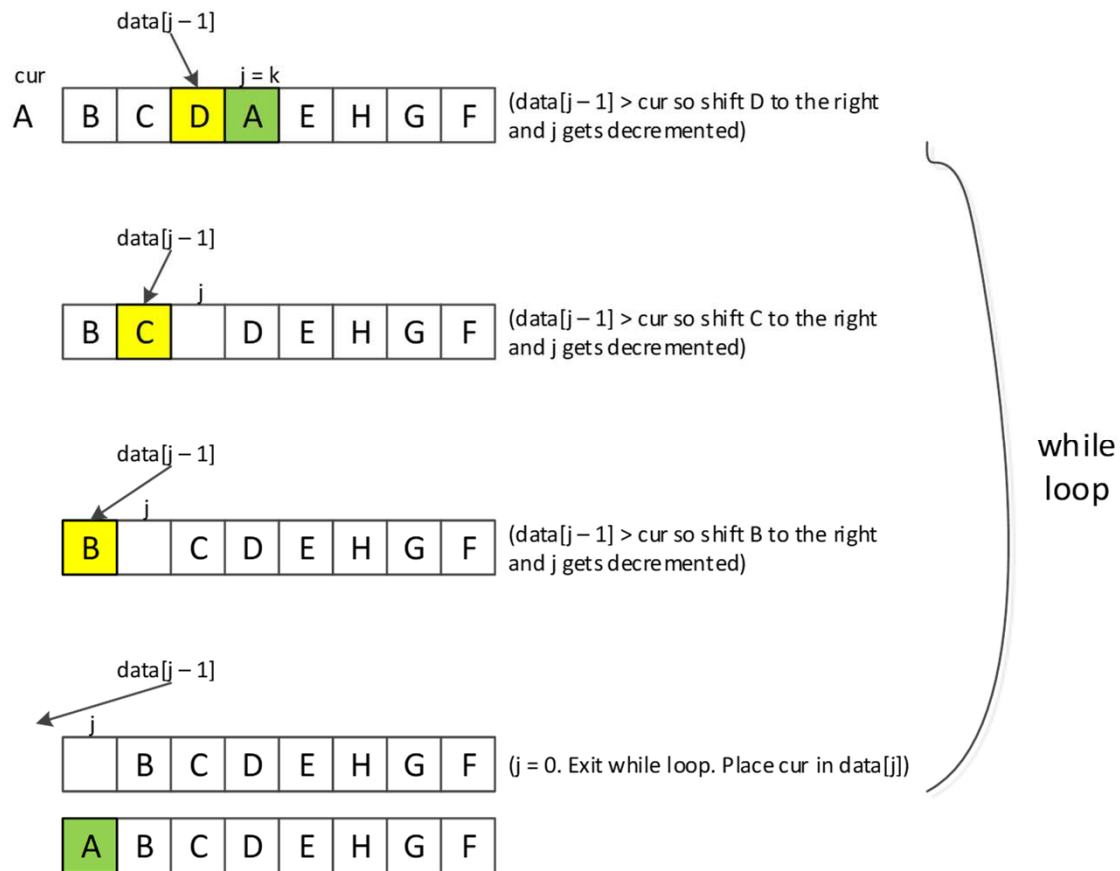 data[j – 1]
cur
j = k
A B C D A E H G F
(data[j – 1] > cur so shift D to the right
and j gets decremented)
data[j – 1]
j
B C D E H G F
(data[j – 1] > cur so shift C to the right
and j gets decremented)
while
loop
data[j – 1]
j
B C D E H G F
(data[j – 1] > cur so shift B to the right
and j gets decremented)
data[j – 1]
j
B C D E H G F
(j = 0. Exit while loop. Place cur in data[j])
A B C D E H G F